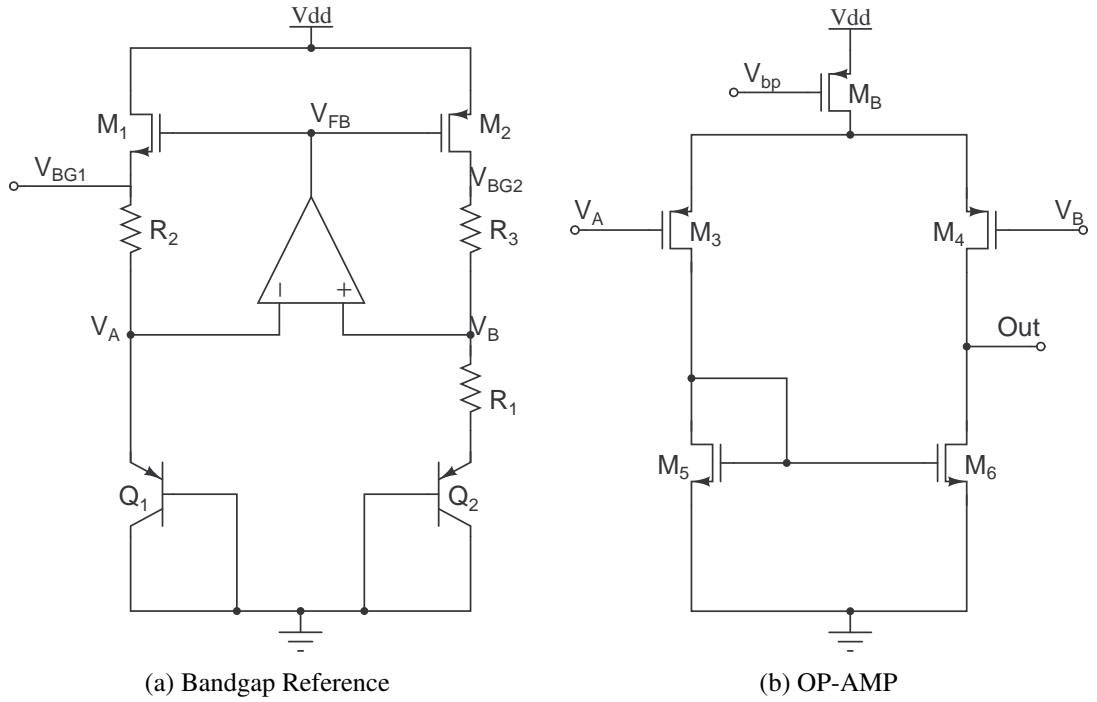 Vdd
M1
VFB
M2
VBG1
VBG2
R2
R3
VA
VB
R1
Q1
Q2
(a) Bandgap Reference
Vdd
Vbp
MB
VA
M3
M4
VB
Out
M5
M6
(b) OP-AMP